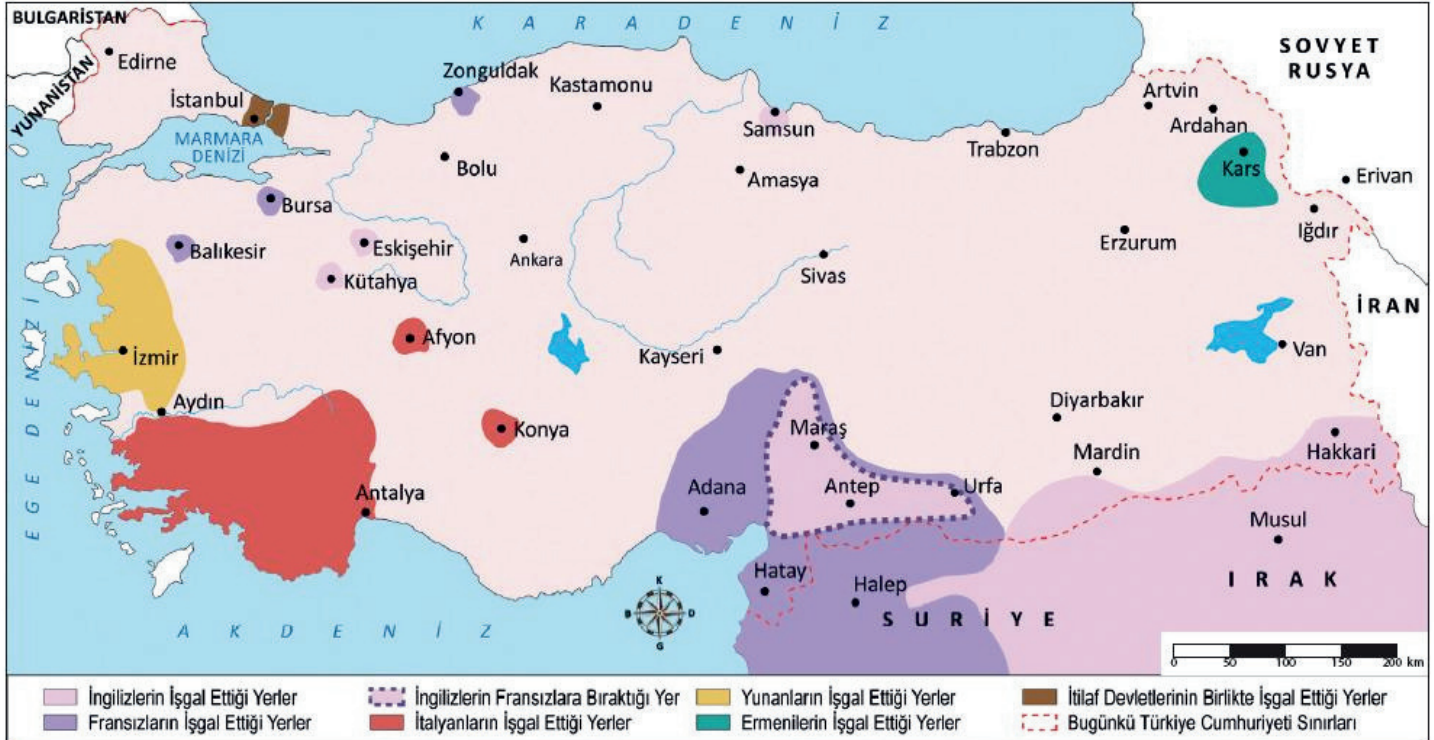 BULGARİSTAN
YUNANİSTAN
K A R A D E N İ Z
SOVYET
RUSYA
Edirne
İstanbul
MARMARA
DENİZİ
Zonguldak
Kastamonu
Samsun
Trabzon
Artvin
Ardahan
Kars
Erivan
Iğdır
Bolu
Amasya
Bursa
Balıkesir
Eskişehir
Kütahya
Ankara
Sivas
Erzurum
İRAN
EGE DENİZİ
İzmir
Afyon
Kayseri
Van
Aydın
Konya
Antalya
Diyarbakır
Mardin
Hakkari
Maraş
Adana
Antep
Urfa
Musul
Hatay
Halep
I R A K
S U R İ Y E
A K D E N İ Z
K
B
D
G
0 50 100 150 200 km
İngilizlerin İşgal Ettiği Yerler
İngilizlerin Fransızlara Bıraktığı Yer
Yunanların İşgal Ettiği Yerler
İtilaf Devletlerinin Birlikte İşgal Ettiği Yerler
Fransızların İşgal Ettiği Yerler
İtalyanların İşgal Ettiği Yerler
Ermenilerin İşgal Ettiği Yerler
Bugünkü Türkiye Cumhuriyeti Sınırları